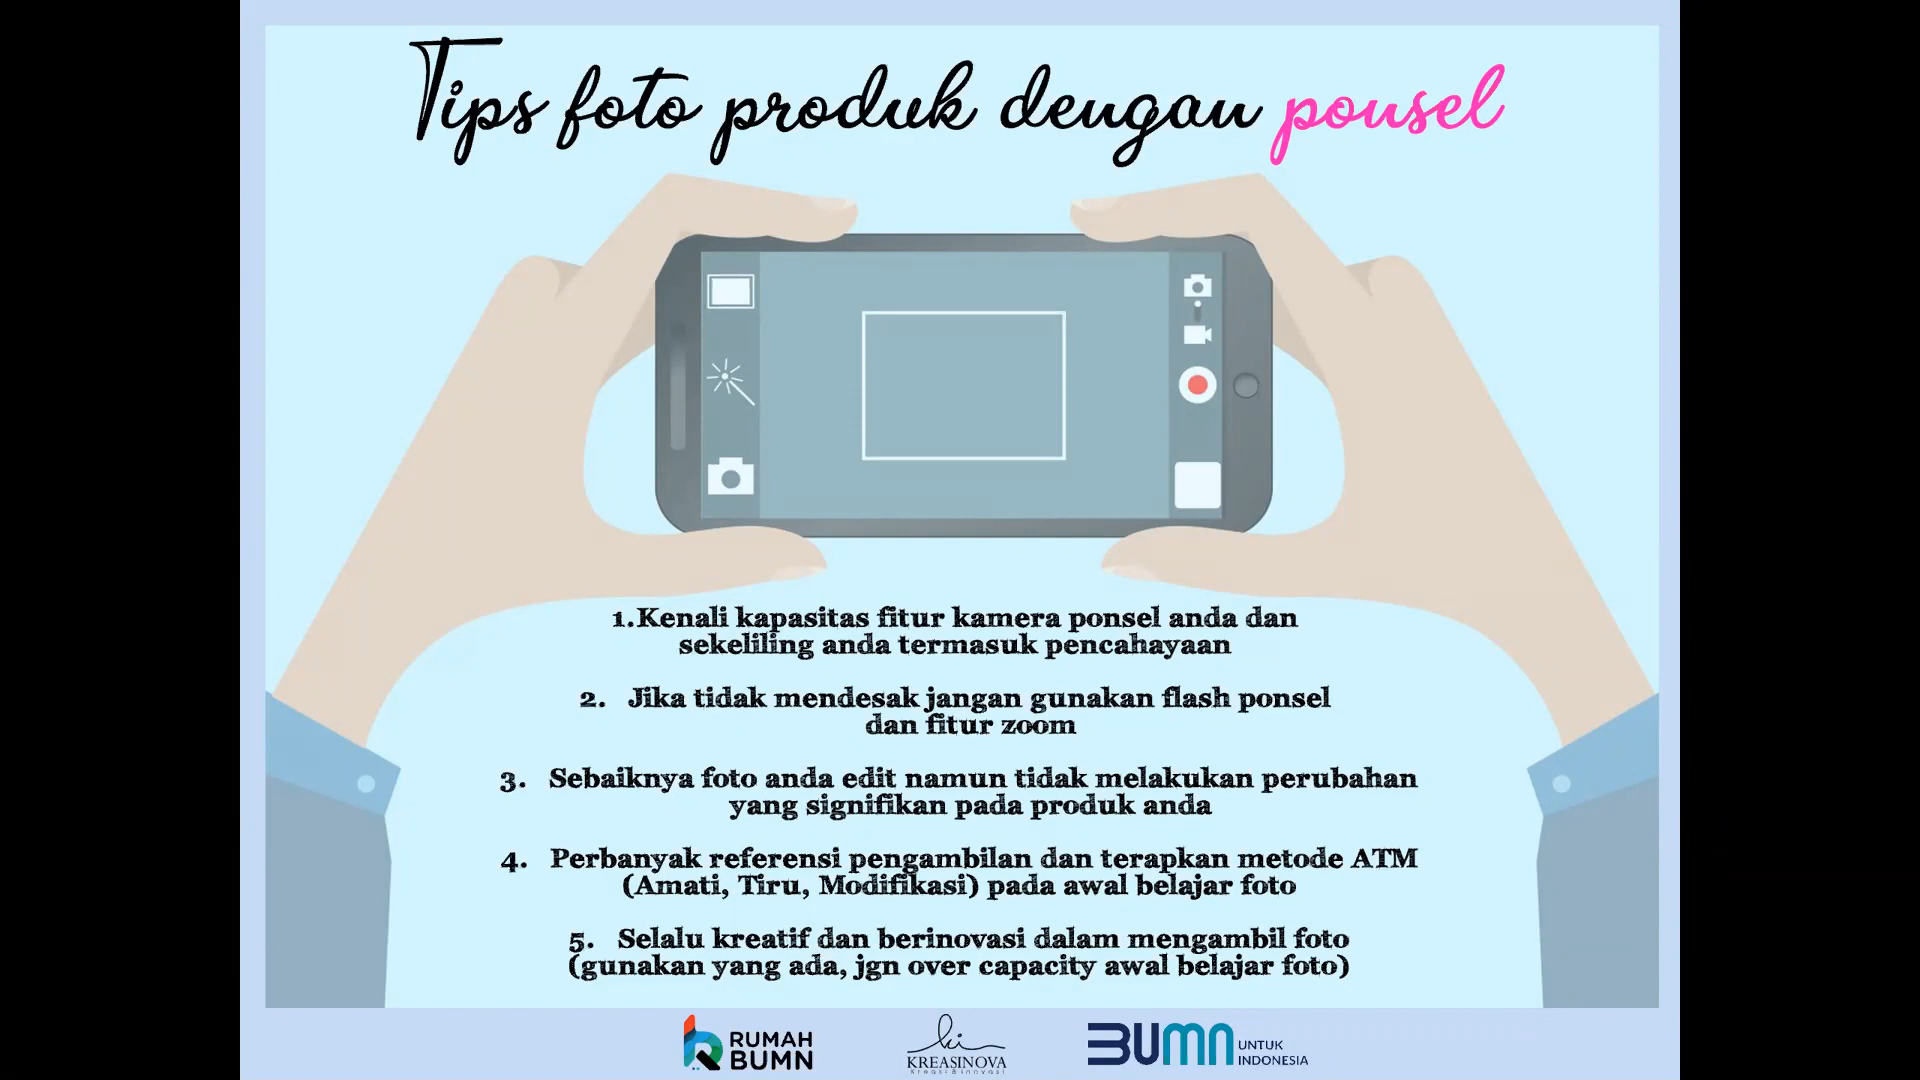 Tips foto produk dengan ponsel
1.Kenali kapasitas fitur kamera ponsel anda dan
sekeliling anda termasuk pencahayaan
2. Jika tidak mendesak jangan gunakan flash ponsel
dan fitur zoom
3. Sebaiknya foto anda edit namun tidak melakukan perubahan
yang signifikan pada produk anda
4. Perbanyak referensi pengambilan dan terapkan metode ATM
(Amati, Tiru, Modifikasi) pada awal belajar foto
5. Selalu kreatif dan berinovasi dalam mengambil foto
(gunakan yang ada, jgn over capacity awal belajar foto)
RUMAH
BUMN
ki
KREASINOVA
Kreasi & Inovasi
BUMN
UNTUK
INDONESIA